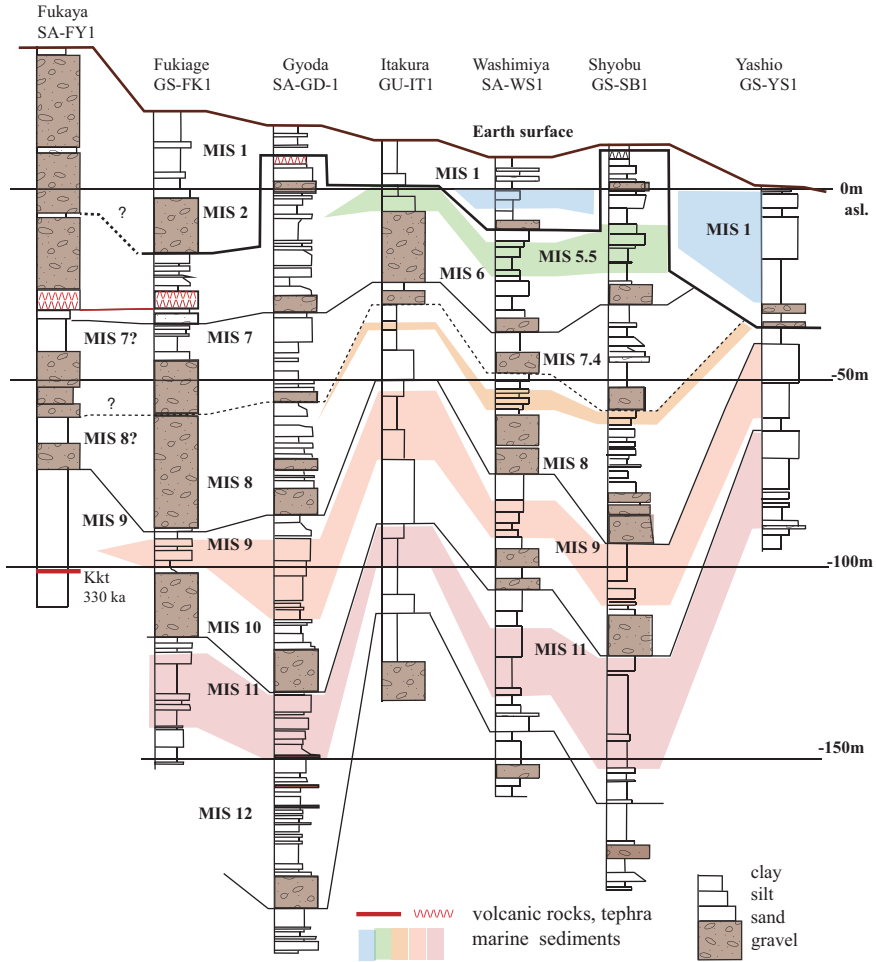 Fukaya
SA-FY1
Fukiage
GS-FK1
Gyoda
SA-GD-1
Itakura
GU-IT1
Washimiya
SA-WS1
Shyobu
GS-SB1
Yashio
GS-YS1
Earth surface
MIS 1
MIS 1
0m
asl.
?
MIS 2
MIS 1
MIS 5.5
MIS 6
MIS 7?
MIS 7
MIS 7.4
-50m
?
MIS 8?
MIS 8
MIS 8
MIS 9
MIS 9
MIS 9
-100m
Kkt
330 ka
MIS 10
MIS 11
MIS 11
-150m
MIS 12
clay
silt
sand
gravel
volcanic rocks, tephra
marine sediments